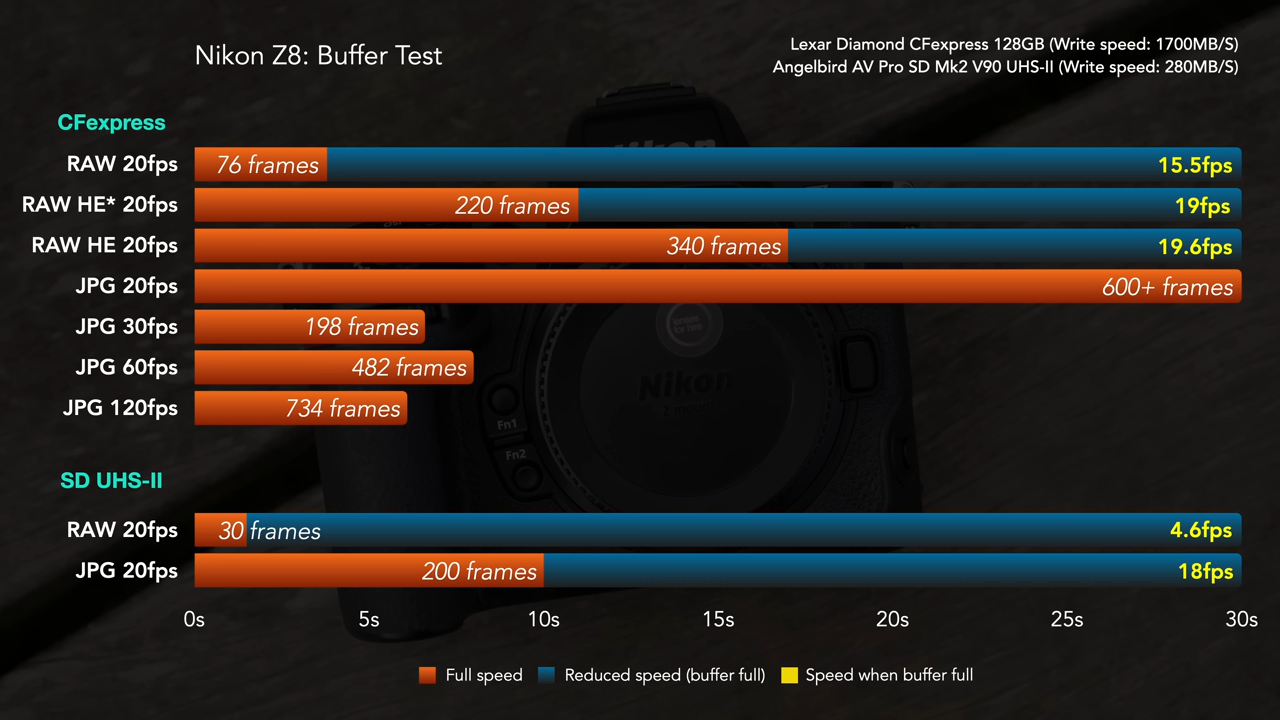 Nikon Z8: Buffer Test
Lexar Diamond CFexpress 128GB (Write speed: 1700MB/S)
Angelbird AV Pro SD Mk2 V90 UHS-II (Write speed: 280MB/S)
CFexpress
RAW 20fps 76 frames 15.5fps
RAW HE* 20fps 220 frames 19fps
RAW HE 20fps 340 frames 19.6fps
JPG 20fps 600+ frames
JPG 30fps 198 frames
JPG 60fps 482 frames
JPG 120fps 734 frames
Nikon
Nikon
Fn1
Fn2
SD UHS-II
RAW 20fps 30 frames 4.6fps
JPG 20fps 200 frames 18fps
0s 5s 10s 15s 20s 25s 30s
Full speed Reduced speed (buffer full) Speed when buffer full